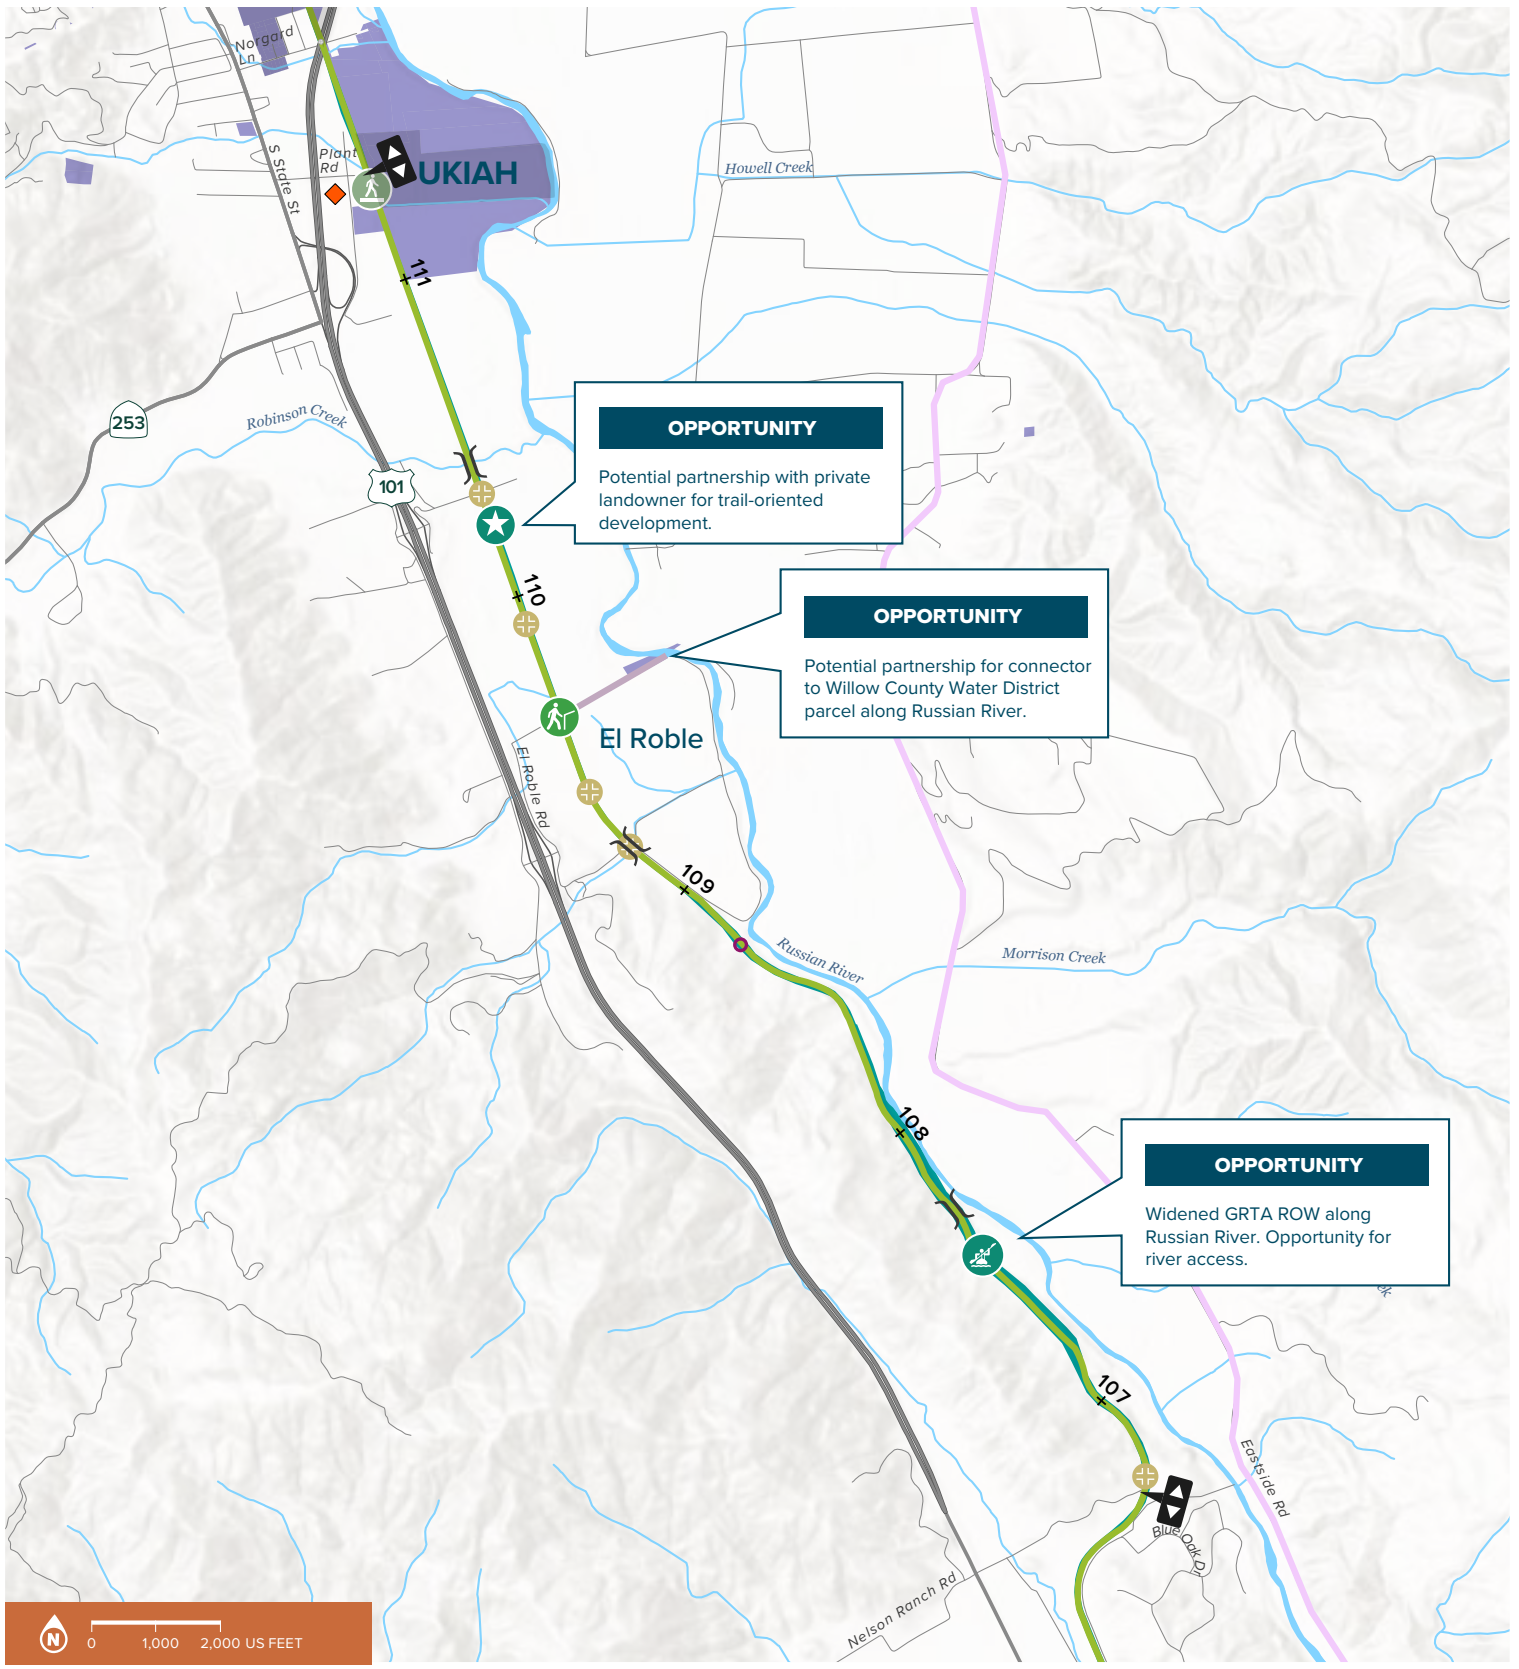 Norgard
Ln
S State St
Plant
Rd
UKIAH
Howell Creek
111
253
Robinson Creek
101
OPPORTUNITY
Potential partnership with private
landowner for trail-oriented
development.
110
OPPORTUNITY
Potential partnership for connector
to Willow County Water District
parcel along Russian River.
El Roble
El Roble Rd
109
Russian River
Morrison Creek
108
OPPORTUNITY
Widened GRTA ROW along
Russian River. Opportunity for
river access.
107
Eastside Rd
Blue Oak Dr
Nelson Ranch Rd
N
0 1,000 2,000 US FEET